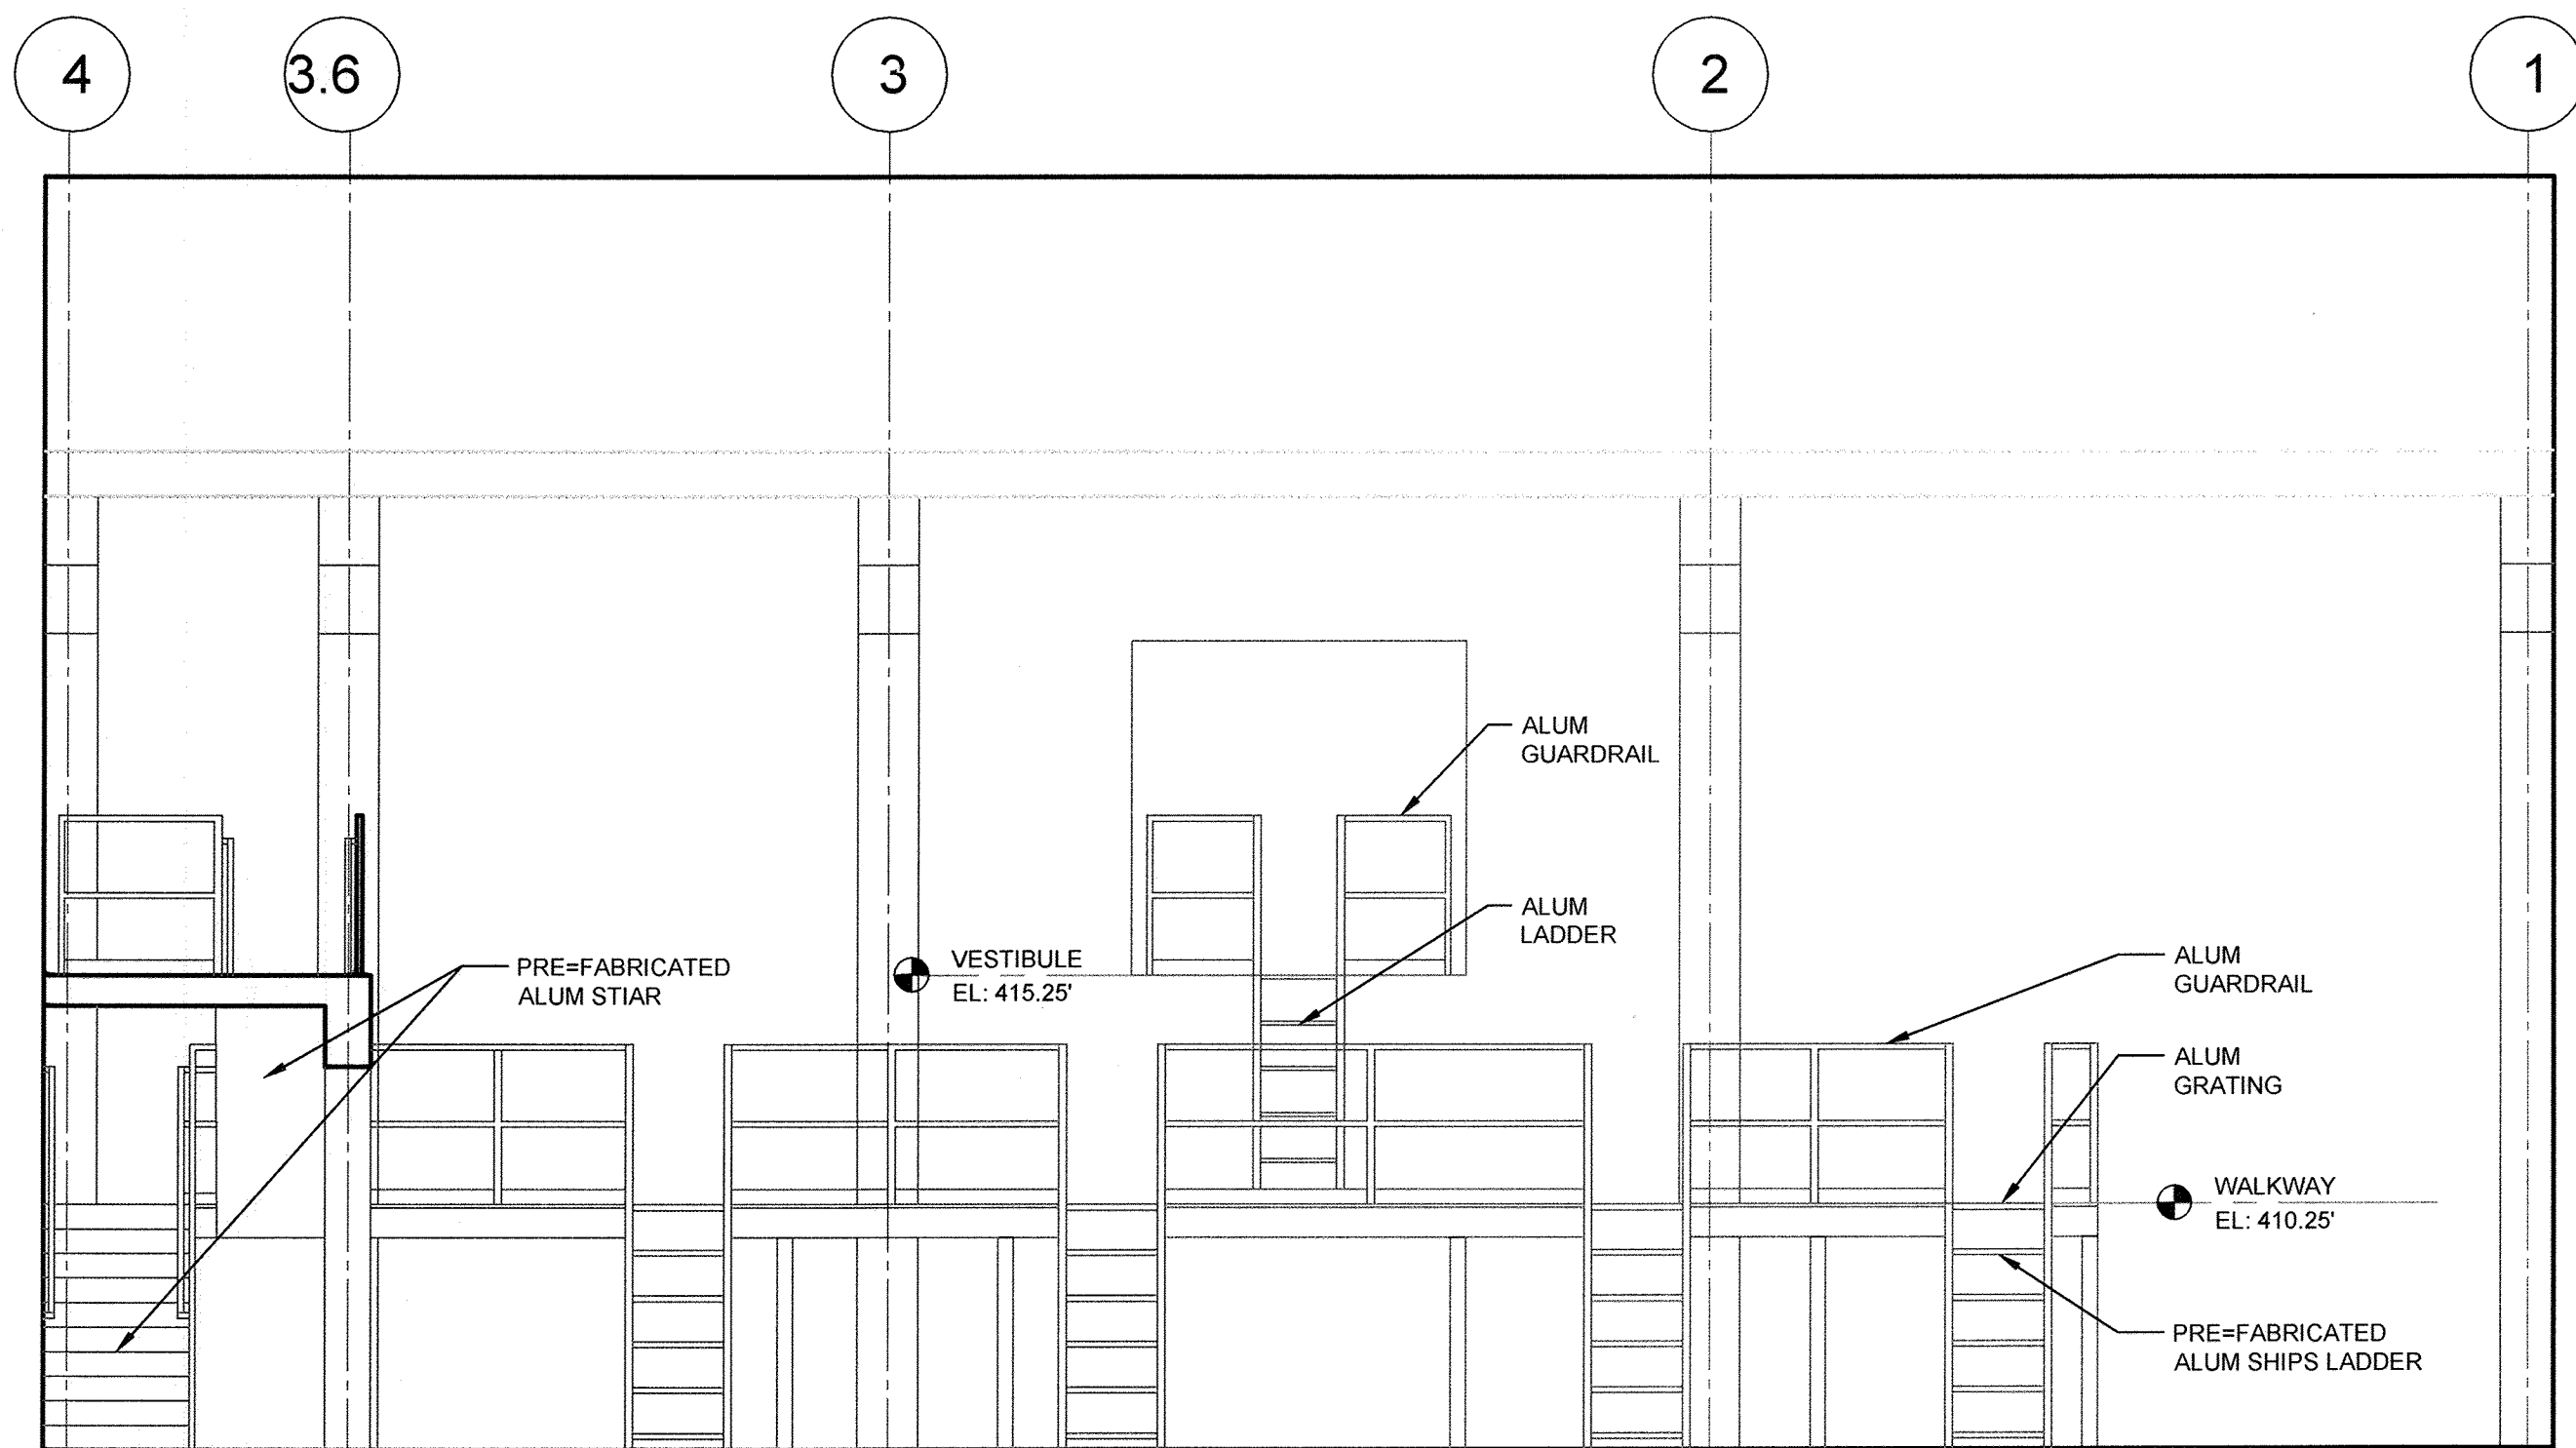 4
3.6
3
2
1
ALUM
GUARDRAIL
ALUM
LADDER
PRE=FABRICATED
ALUM STIAR
VESTIBULE
EL: 415.25'
ALUM
GUARDRAIL
ALUM
GRATING
WALKWAY
EL: 410.25'
PRE=FABRICATED
ALUM SHIPS LADDER